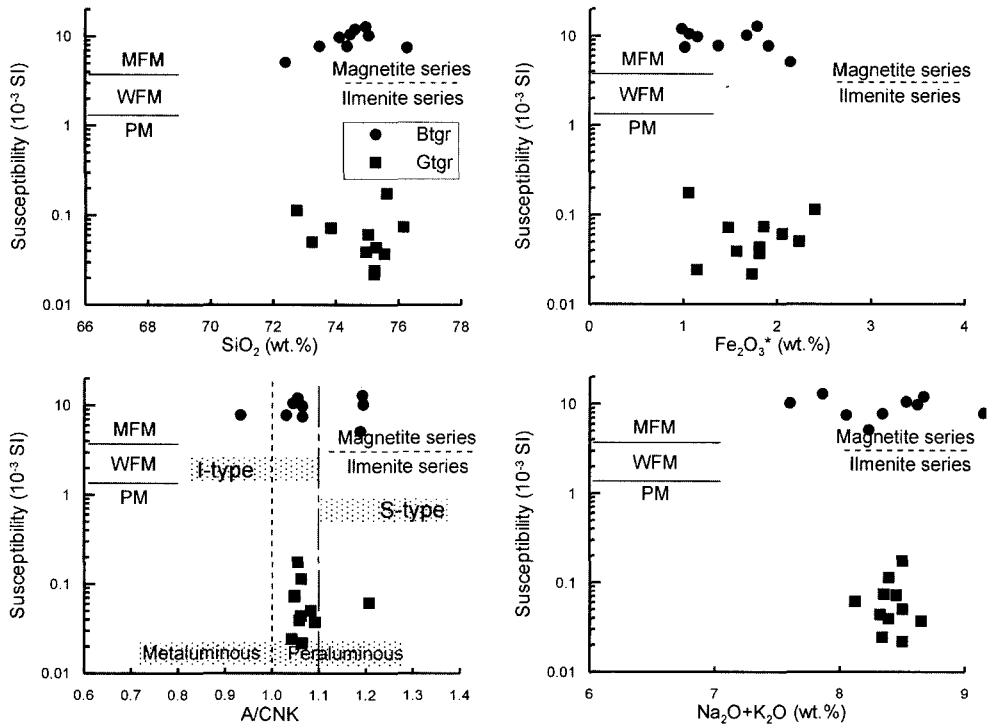 10
MFM
Magnetite series
Ilmenite series
WFM
1
PM
Btgr
Gtgr
0.1
0.01
66 68 70 72 74 76 78
SiO2 (wt.%)
Susceptibility (10-3 SI)
10
MFM
Magnetite series
Ilmenite series
WFM
1
PM
0.1
0.01
0 1 2 3 4
Fe2O3* (wt.%)
Susceptibility (10-3 SI)
10
MFM
Magnetite series
Ilmenite series
WFM
I-type
1
PM
S-type
0.1
Metaluminous Peraluminous
0.01
0.6 0.7 0.8 0.9 1.0 1.1 1.2 1.3 1.4
A/CNK
Susceptibility (10-3 SI)
10
MFM
Magnetite series
Ilmenite series
WFM
1
PM
0.1
0.01
6 7 8 9
Na2O+K2O (wt.%)
Susceptibility (10-3 SI)